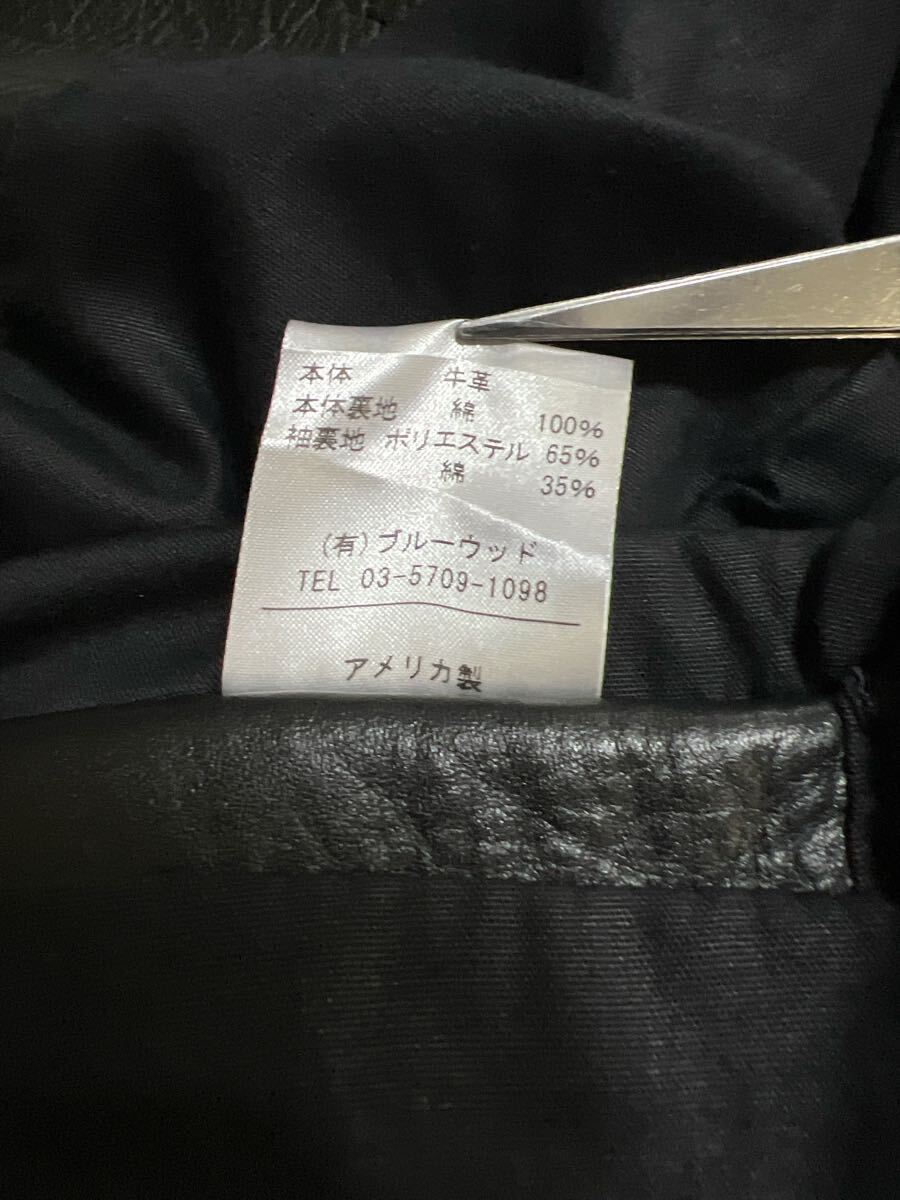 本体 牛革
本体裏地 綿 100%
袖裏地 ポリエステル 65%
綿 35%
(有)ブルーウッド
TEL 03-5709-1098
アメリカ製